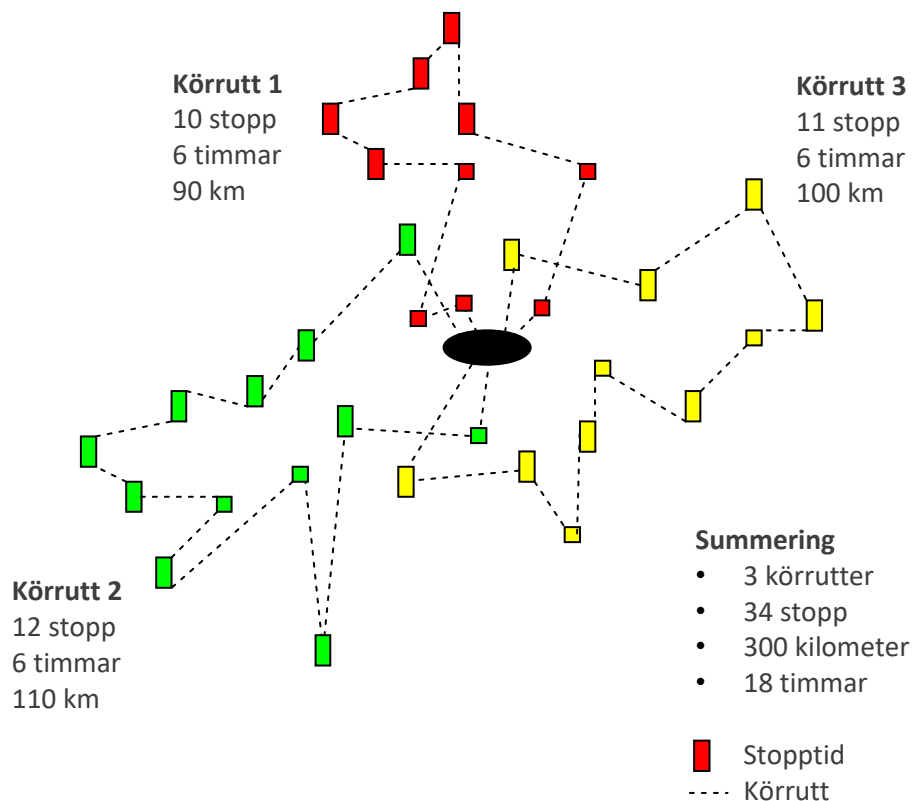 Körrutt 1
10 stopp
6 timmar
90 km
Körrutt 3
11 stopp
6 timmar
100 km
Körrutt 2
12 stopp
6 timmar
110 km
Summering
• 3 körrutter
• 34 stopp
• 300 kilometer
• 18 timmar
Stopptid
Körrutt